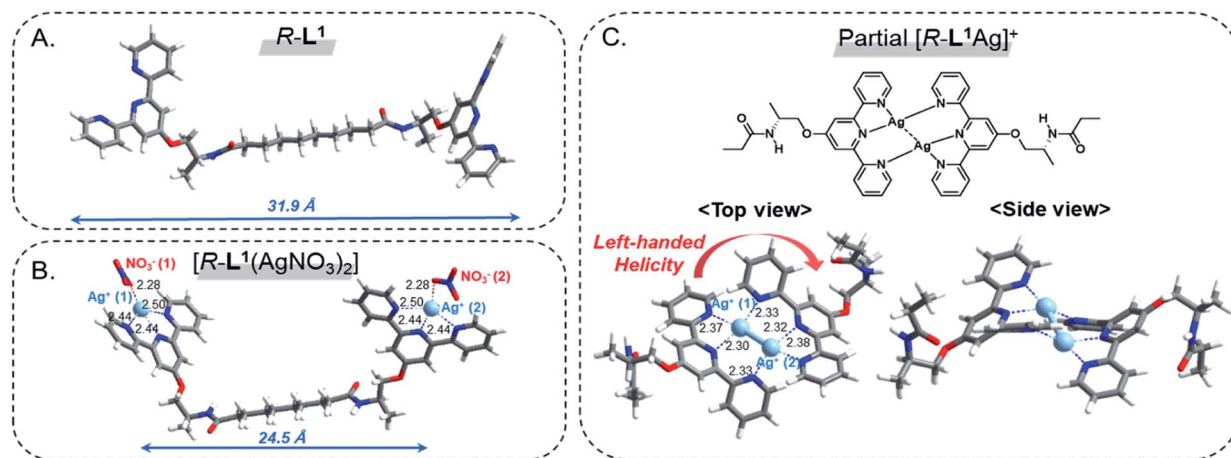 A.
R-L¹
31.9 Å
B.
[R-L¹(AgNO₃)₂]
NO₃⁻ (1)
2.28
Ag⁺ (1)
2.50
2.44
2.44
NO₃⁻ (2)
2.28
2.50
Ag⁺ (2)
2.44
2.44
24.5 Å
C.
Partial [R-L¹Ag]⁺
N
N
Ag
O
N
H
O
N
N
Ag
N
N
O
H
N
O
<Top view>
<Side view>
Left-handed
Helicity
Ag⁺ (1)
2.33
2.37
2.32
2.30
2.38
Ag⁺ (2)
2.33